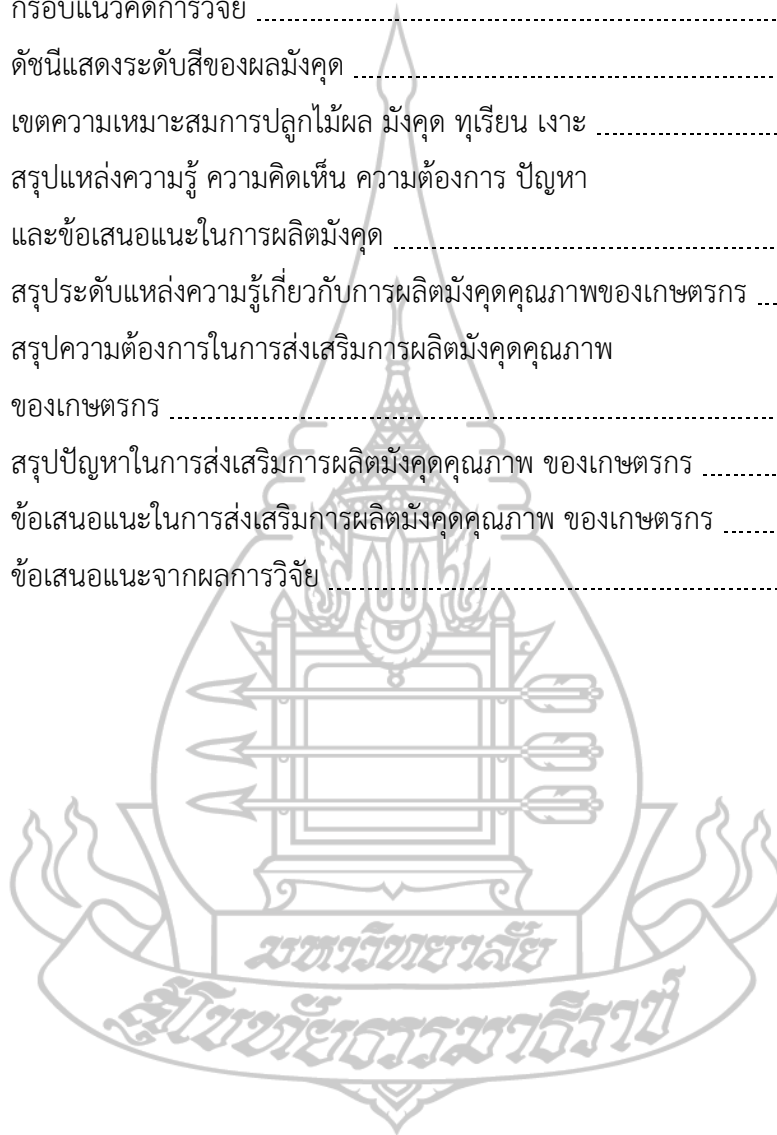 กรอบแนวคิดการวิจัย
ดัชนีแสดงระดับสีของผลมังคุด
เขตความเหมาะสมการปลูกไม้ผล มังคุด ทุเรียน เงาะ
สรุปแหล่งความรู้ ความคิดเห็น ความต้องการ ปัญหา
และข้อเสนอแนะในการผลิตมังคุด
สรุประดับแหล่งความรู้เกี่ยวกับการผลิตมังคุดคุณภาพของเกษตรกร
สรุปความต้องการในการส่งเสริมการผลิตมังคุดคุณภาพ
ของเกษตรกร
สรุปปัญหาในการส่งเสริมการผลิตมังคุดคุณภาพ ของเกษตรกร
ข้อเสนอแนะในการส่งเสริมการผลิตมังคุดคุณภาพ ของเกษตรกร
ข้อเสนอแนะจากผลการวิจัย
มหาวิทยาลัย
สุโขทัยธรรมาธิราช